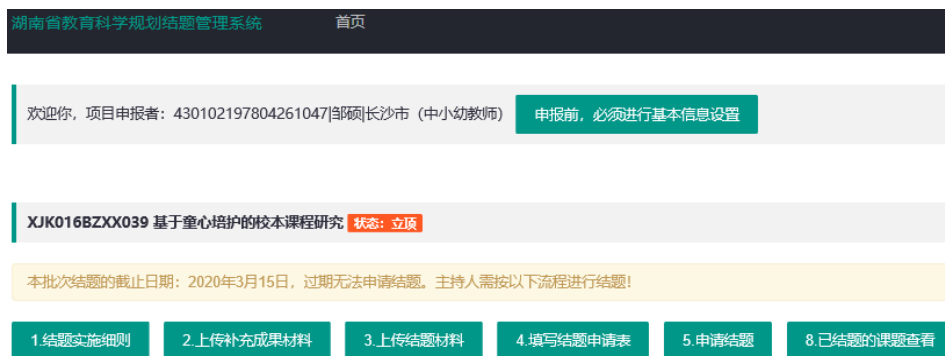 湖南省教育科学规划结题管理系统 首页
欢迎你，项目申报者：430102197804261047|邹硕|长沙市（中小幼教师） 申报前，必须进行基本信息设置
XJK016BZXX039 基于童心培护的校本课程研究 状态：立项
本批次结题的截止日期：2020年3月15日，过期无法申请结题。主持人需按以下流程进行结题！
1.结题实施细则 2.上传补充成果材料 3.上传结题材料 4.填写结题申请表 5.申请结题 8.已结题的课题查看